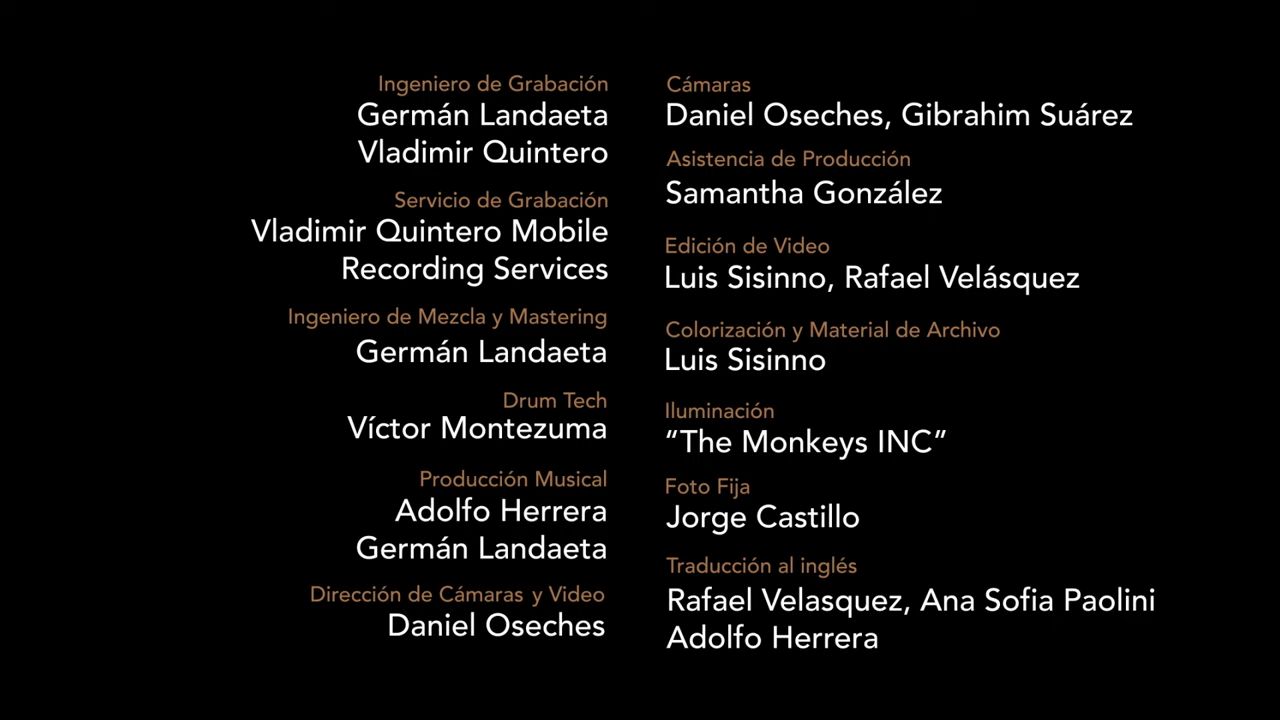 Ingeniero de Grabación
Germán Landaeta
Vladimir Quintero
Servicio de Grabación
Vladimir Quintero Mobile
Recording Services
Ingeniero de Mezcla y Mastering
Germán Landaeta
Drum Tech
Víctor Montezuma
Producción Musical
Adolfo Herrera
Germán Landaeta
Dirección de Cámaras y Video
Daniel Oseches
Cámaras
Daniel Oseches, Gibrahim Suárez
Asistencia de Producción
Samantha González
Edición de Video
Luis Sisinno, Rafael Velásquez
Colorización y Material de Archivo
Luis Sisinno
Iluminación
“The Monkeys INC”
Foto Fija
Jorge Castillo
Traducción al inglés
Rafael Velasquez, Ana Sofia Paolini
Adolfo Herrera